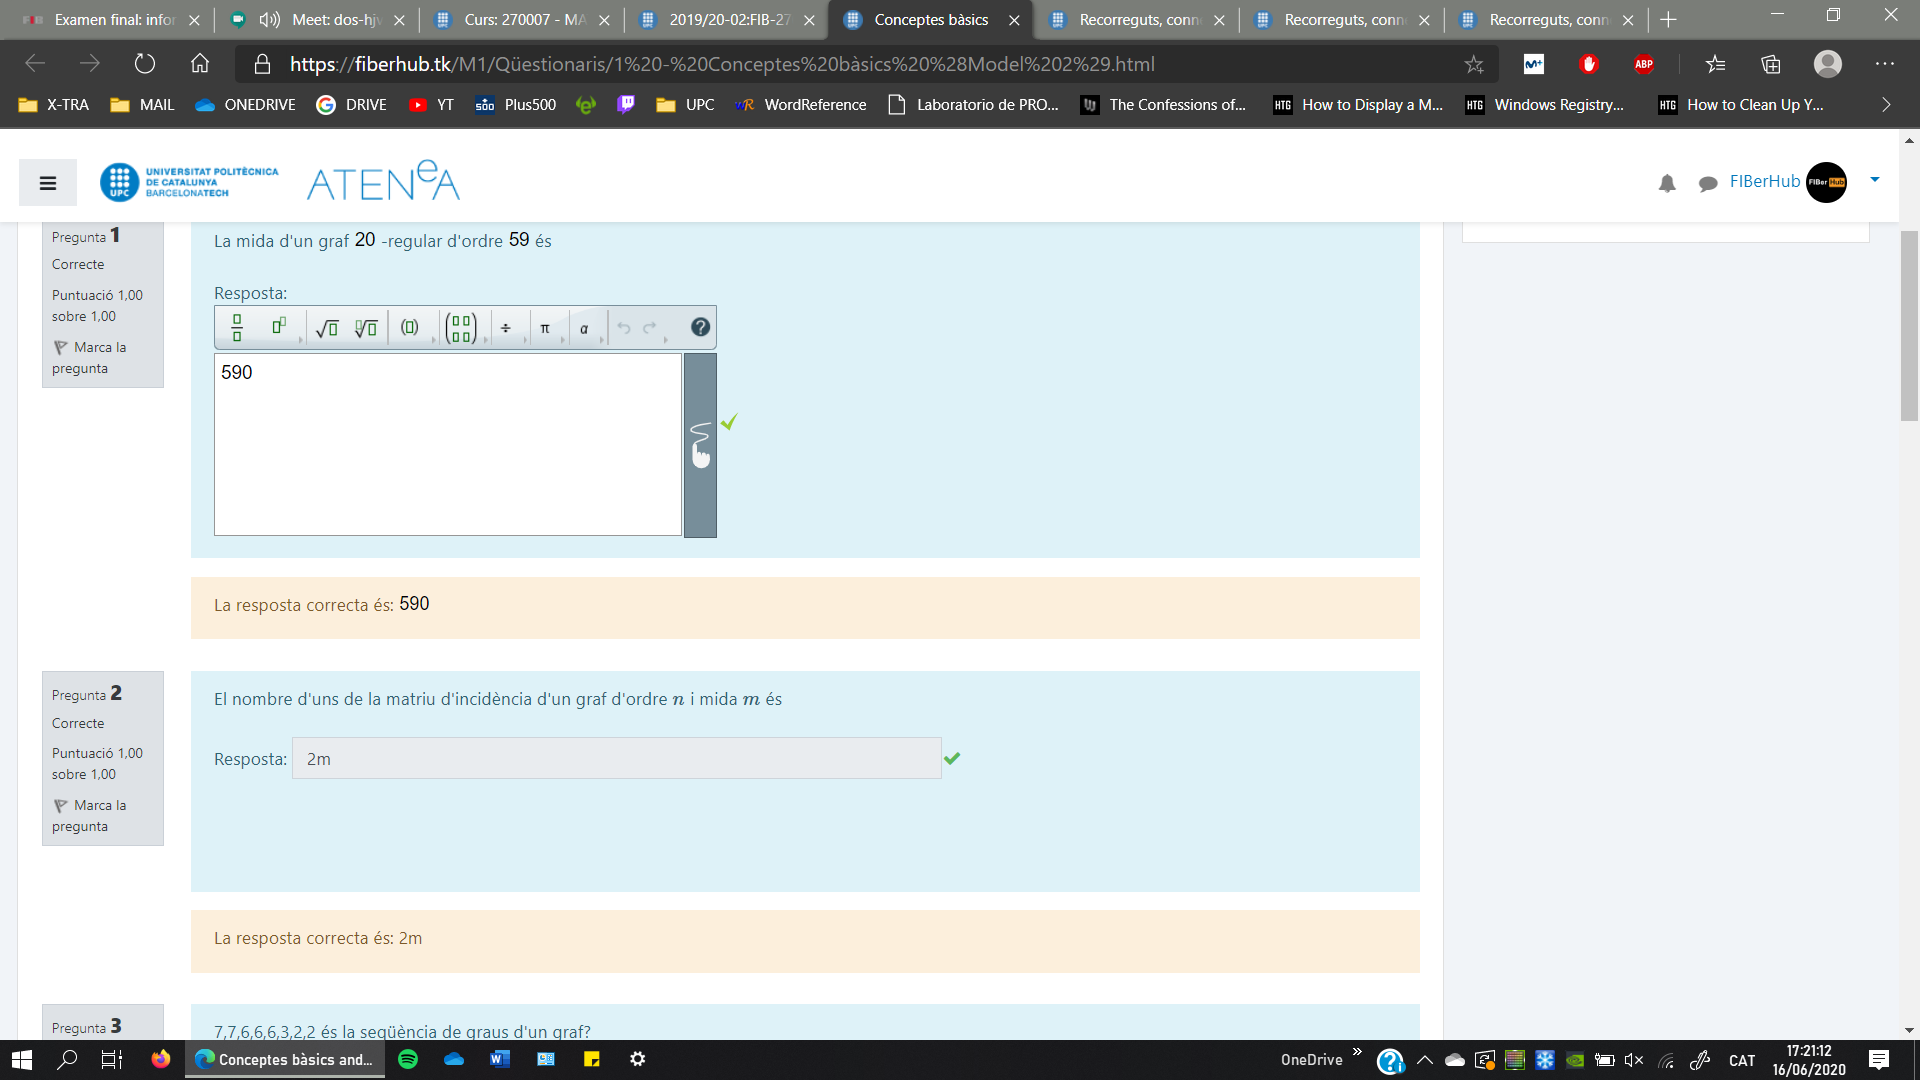 Examen final: infor
Meet: dos-hjv
Curs: 270007 - MA
2019/20-02:FIB-27
Conceptes bàsics
Recorreguts, conn
Recorreguts, conn
Recorreguts, conn
https://fiberhub.tk/M1/Qüestionaris/1%20-%20Conceptes%20bàsics%20%28Model%202%29.html
ABP
X-TRA
MAIL
ONEDRIVE
DRIVE
YT
Plus500
UPC
WordReference
Laboratorio de PRO...
The Confessions of...
HTG How to Display a M...
HTG Windows Registry...
HTG How to Clean Up Y...
UPC
UNIVERSITAT POLITÈCNICA
DE CATALUNYA
BARCELONATECH
ATENeA
FIBerHub
FIBer Hub
Pregunta 1
Correcte
Puntuació 1,00
sobre 1,00
Marca la
pregunta
La mida d'un graf 20 -regular d'ordre 59 és
Resposta:
÷ π α
590
La resposta correcta és: 590
Pregunta 2
Correcte
Puntuació 1,00
sobre 1,00
Marca la
pregunta
El nombre d'uns de la matriu d'incidència d'un graf d'ordre n i mida m és
Resposta: 2m
La resposta correcta és: 2m
Pregunta 3
7,7,6,6,6,3,2,2 és la seqüència de graus d'un graf?
Conceptes bàsics and...
OneDrive
CAT
17:21:12
16/06/2020